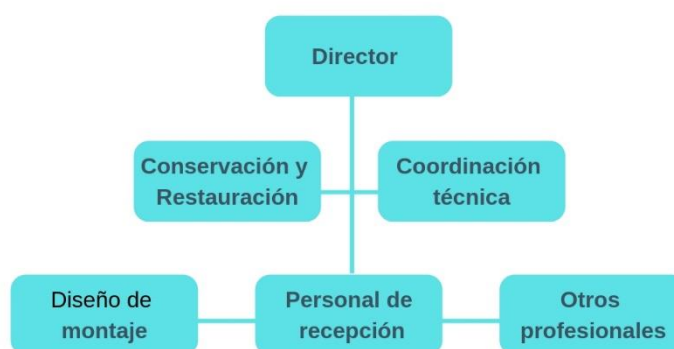 Director
Conservación y
Restauración
Coordinación
técnica
Diseño de
montaje
Personal de
recepción
Otros
profesionales